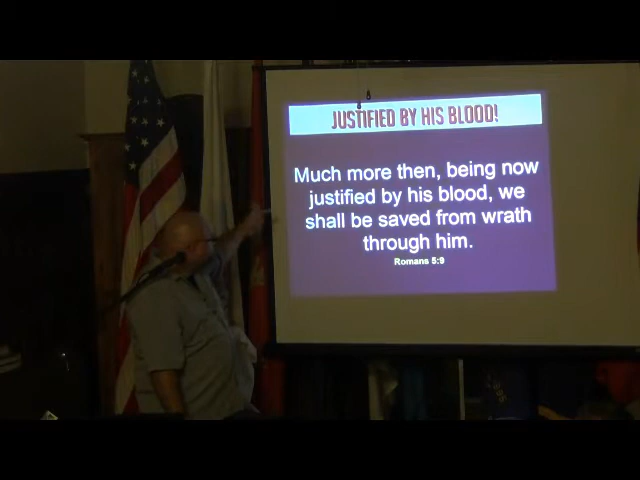 JUSTIFIED BY HIS BLOOD!
Much more then, being now
justified by his blood, we
shall be saved from wrath
through him.
Romans 5:9